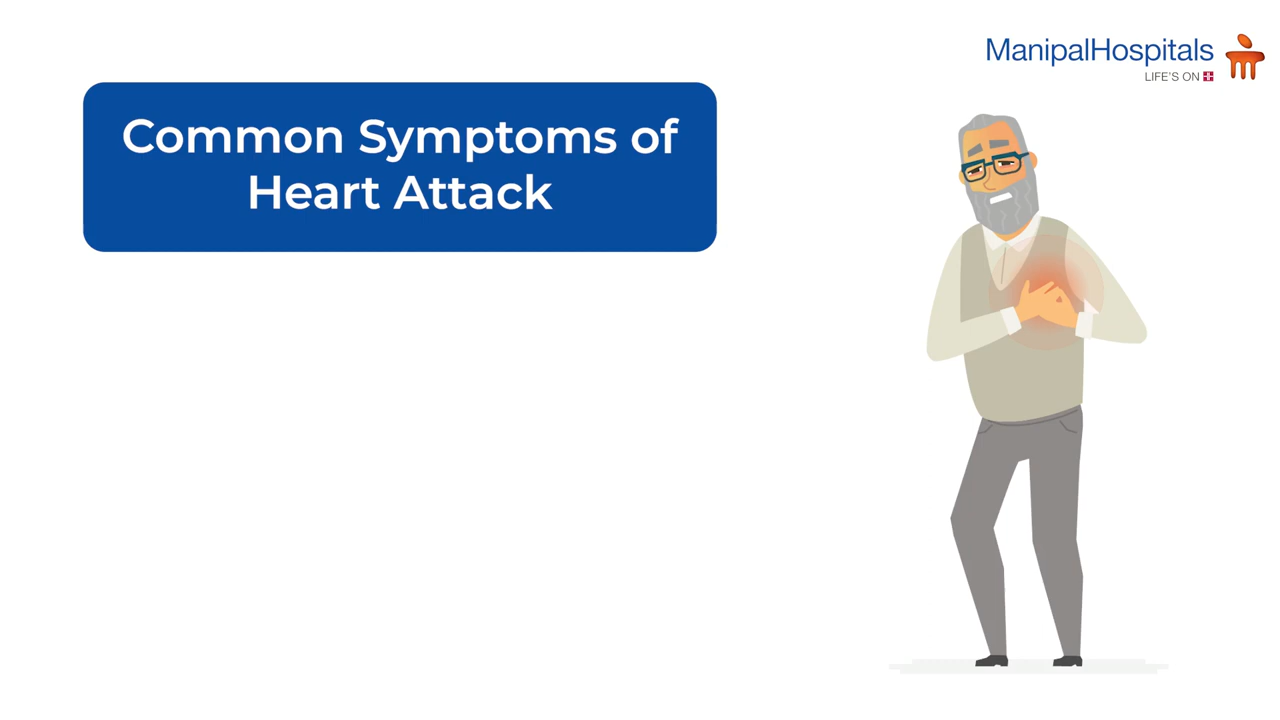 ManipalHospitals
LIFE'S ON
Common Symptoms of
Heart Attack